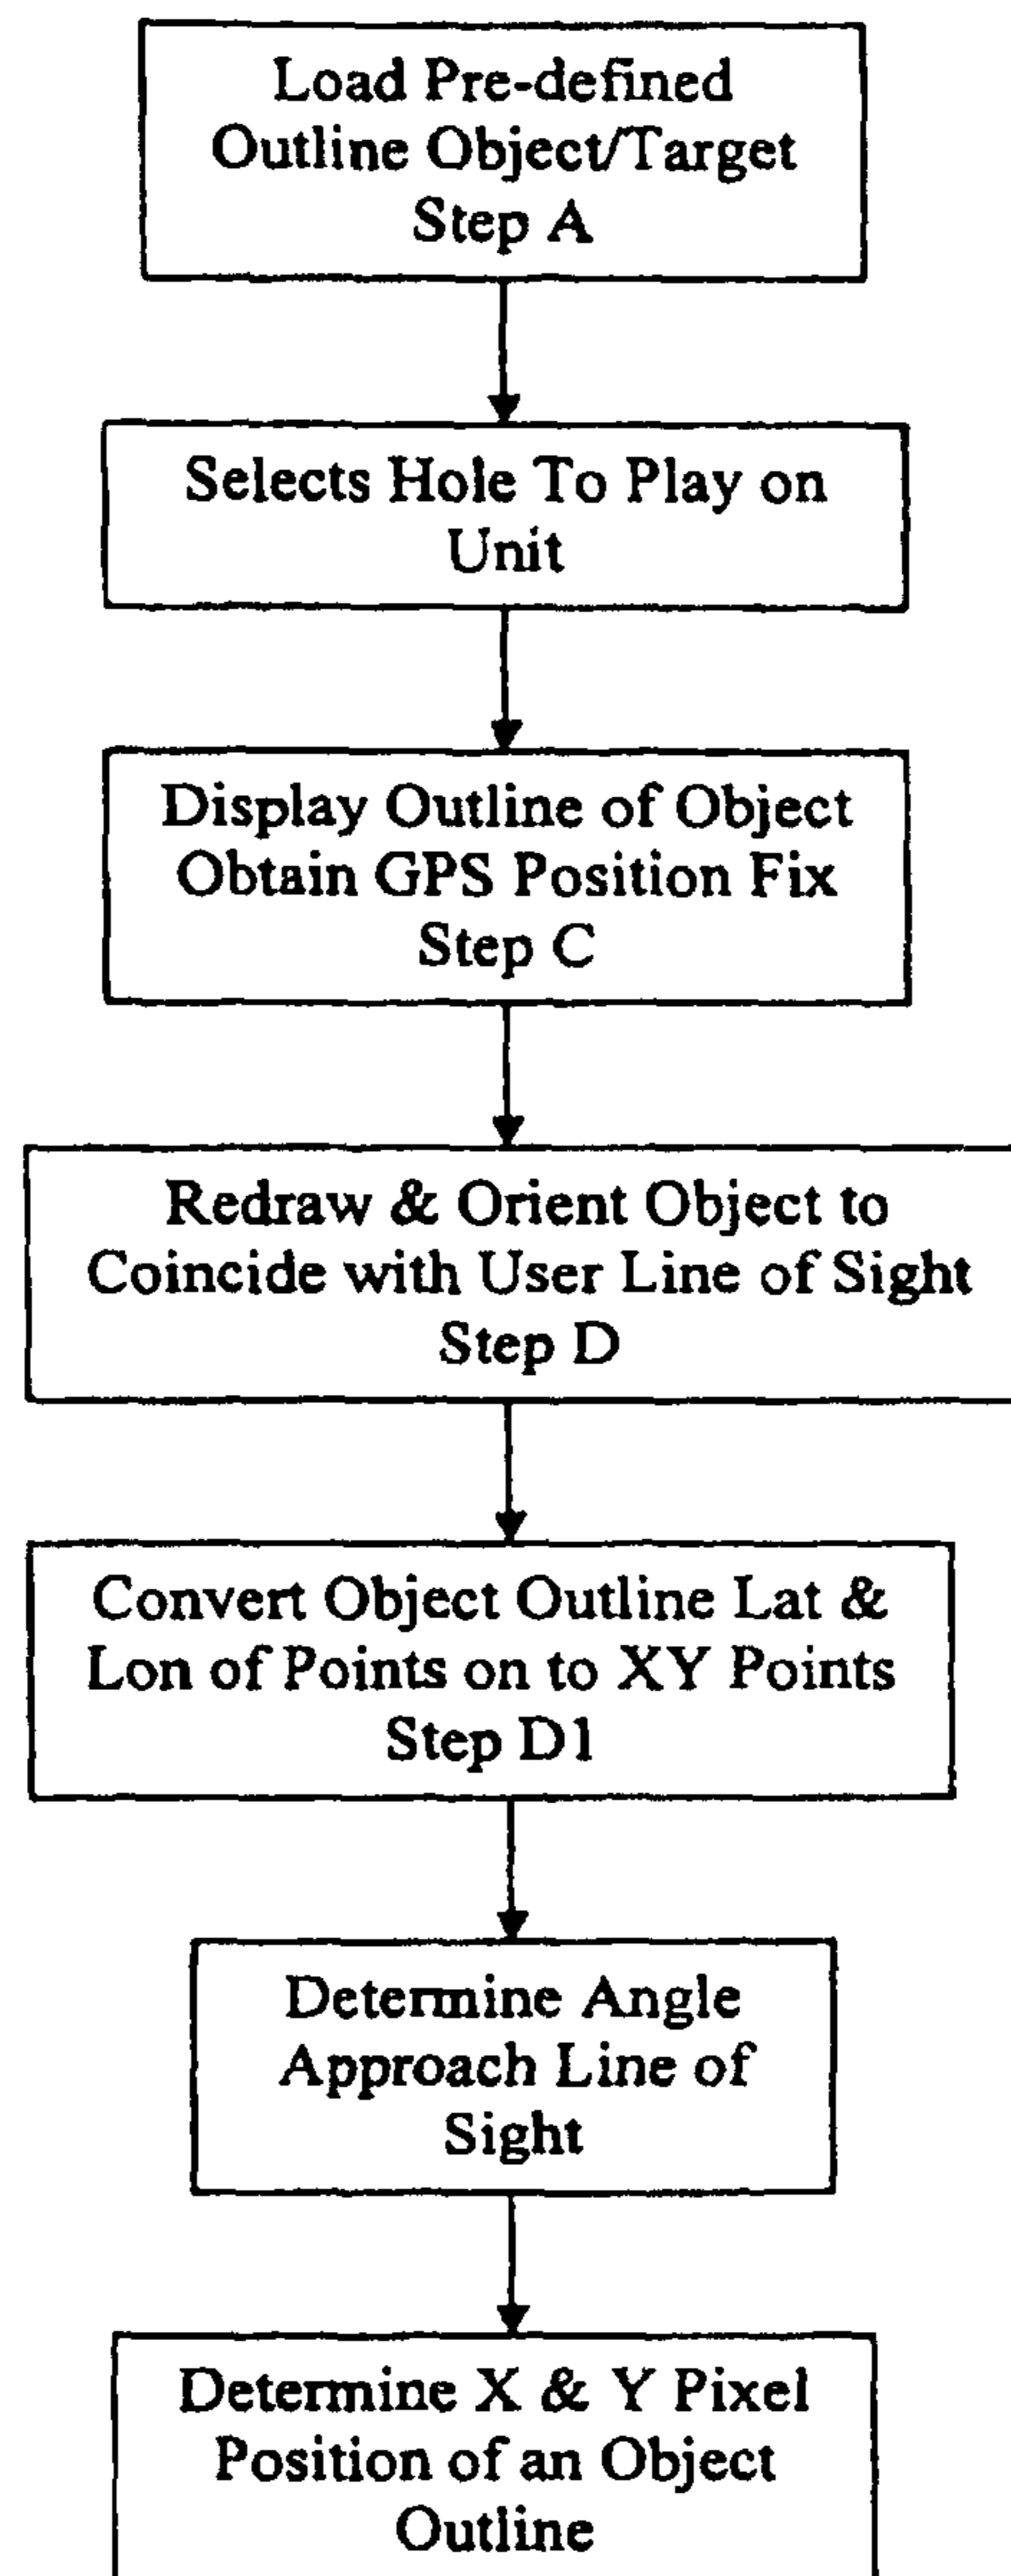 Load Pre-defined
Outline Object/Target
Step A
Selects Hole To Play on
Unit
Display Outline of Object
Obtain GPS Position Fix
Step C
Redraw & Orient Object to
Coincide with User Line of Sight
Step D
Convert Object Outline Lat &
Lon of Points on to XY Points
Step D1
Determine Angle
Approach Line of
Sight
Determine X & Y Pixel
Position of an Object
Outline